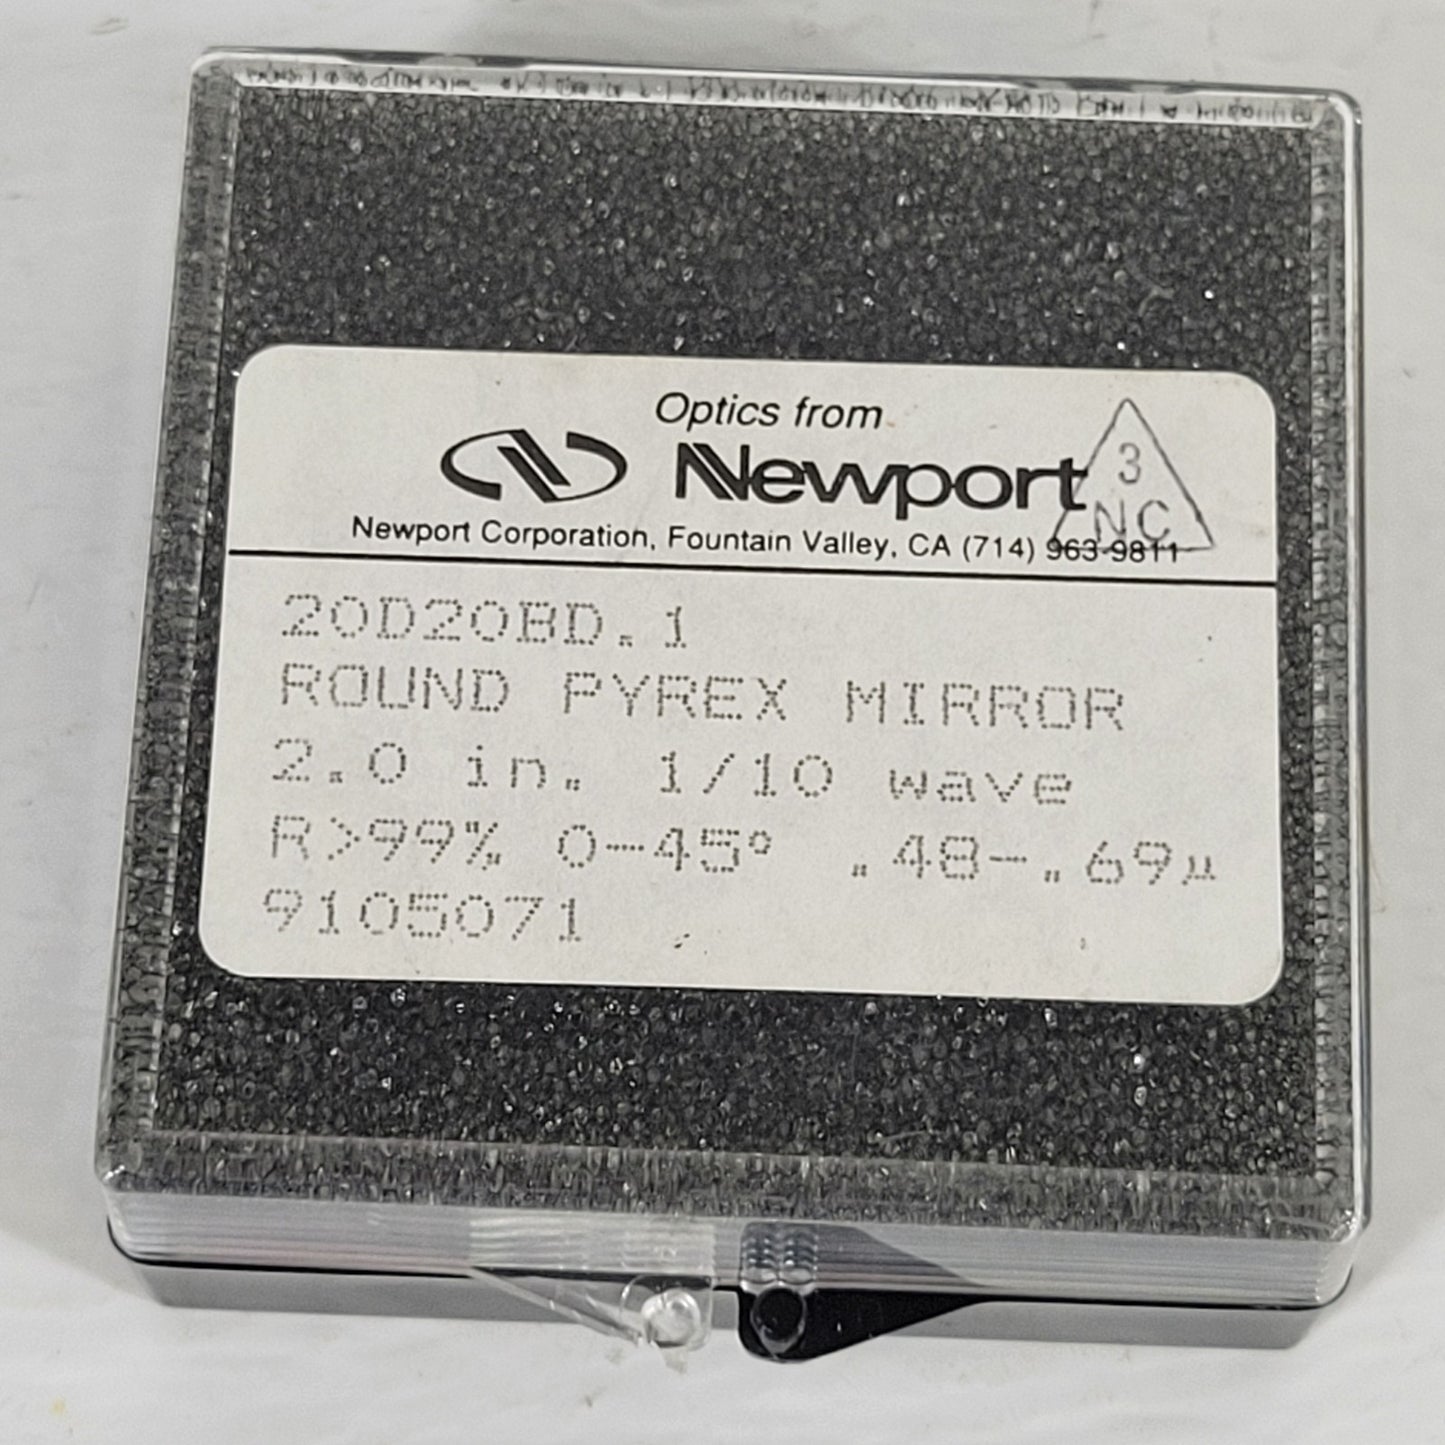 Optics from
Newport
3
NC
Newport Corporation, Fountain Valley, CA (714) 963-9811
20D20BD.1
ROUND PYREX MIRROR
2.0 in. 1/10 wave
R>99% 0-45° .48-.69µ
9105071